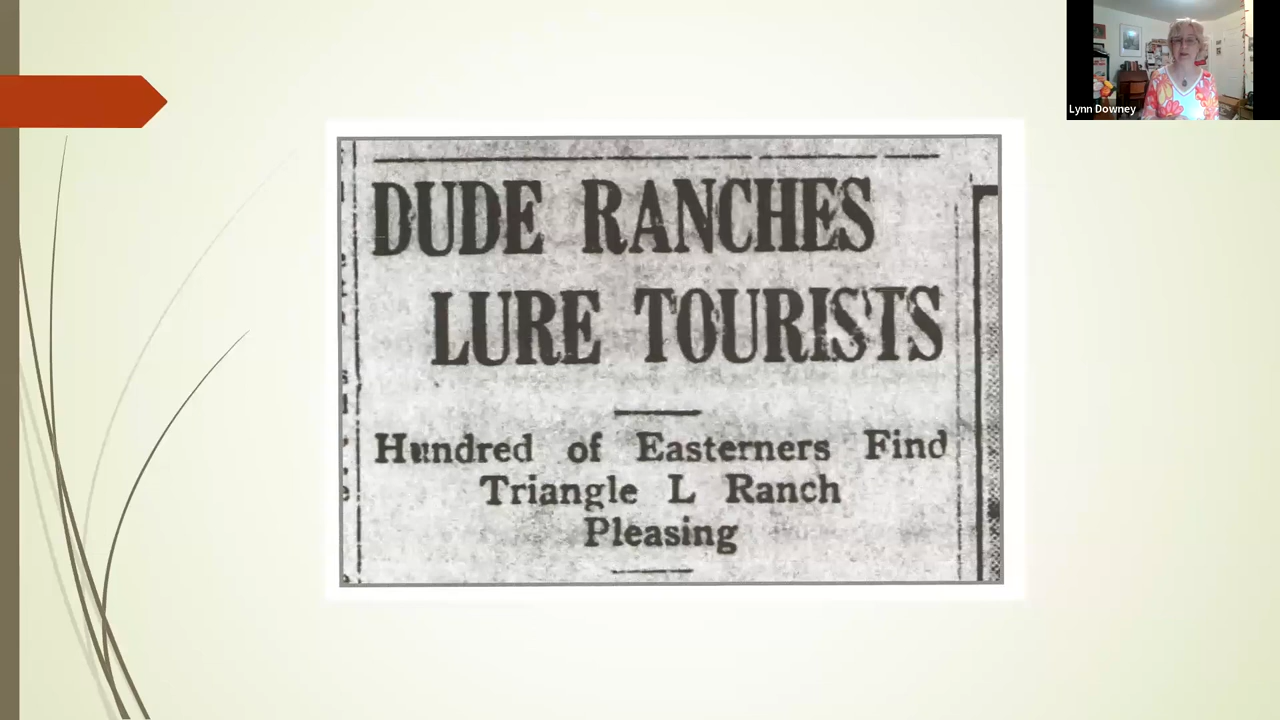 Lynn Downey
DUDE RANCHES
LURE TOURISTS
Hundred of Easterners Find
Triangle L Ranch
Pleasing